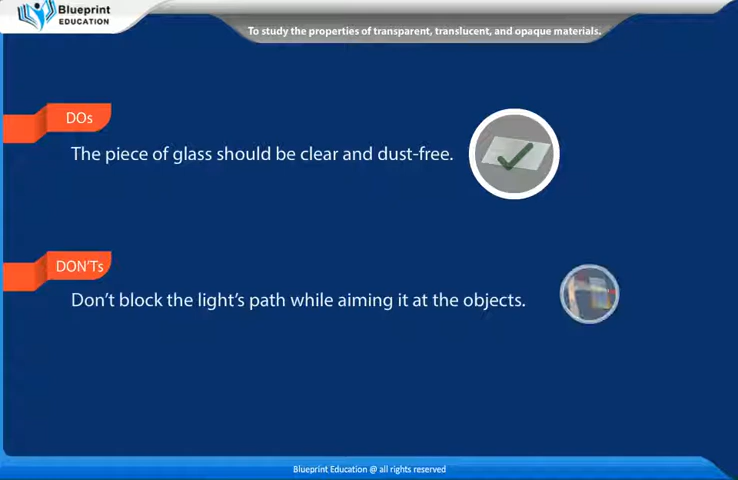 Blueprint
EDUCATION
To study the properties of transparent, translucent, and opaque materials.
DOs
The piece of glass should be clear and dust-free.
DON'Ts
Don't block the light's path while aiming it at the objects.
Blueprint Education @ all rights reserved